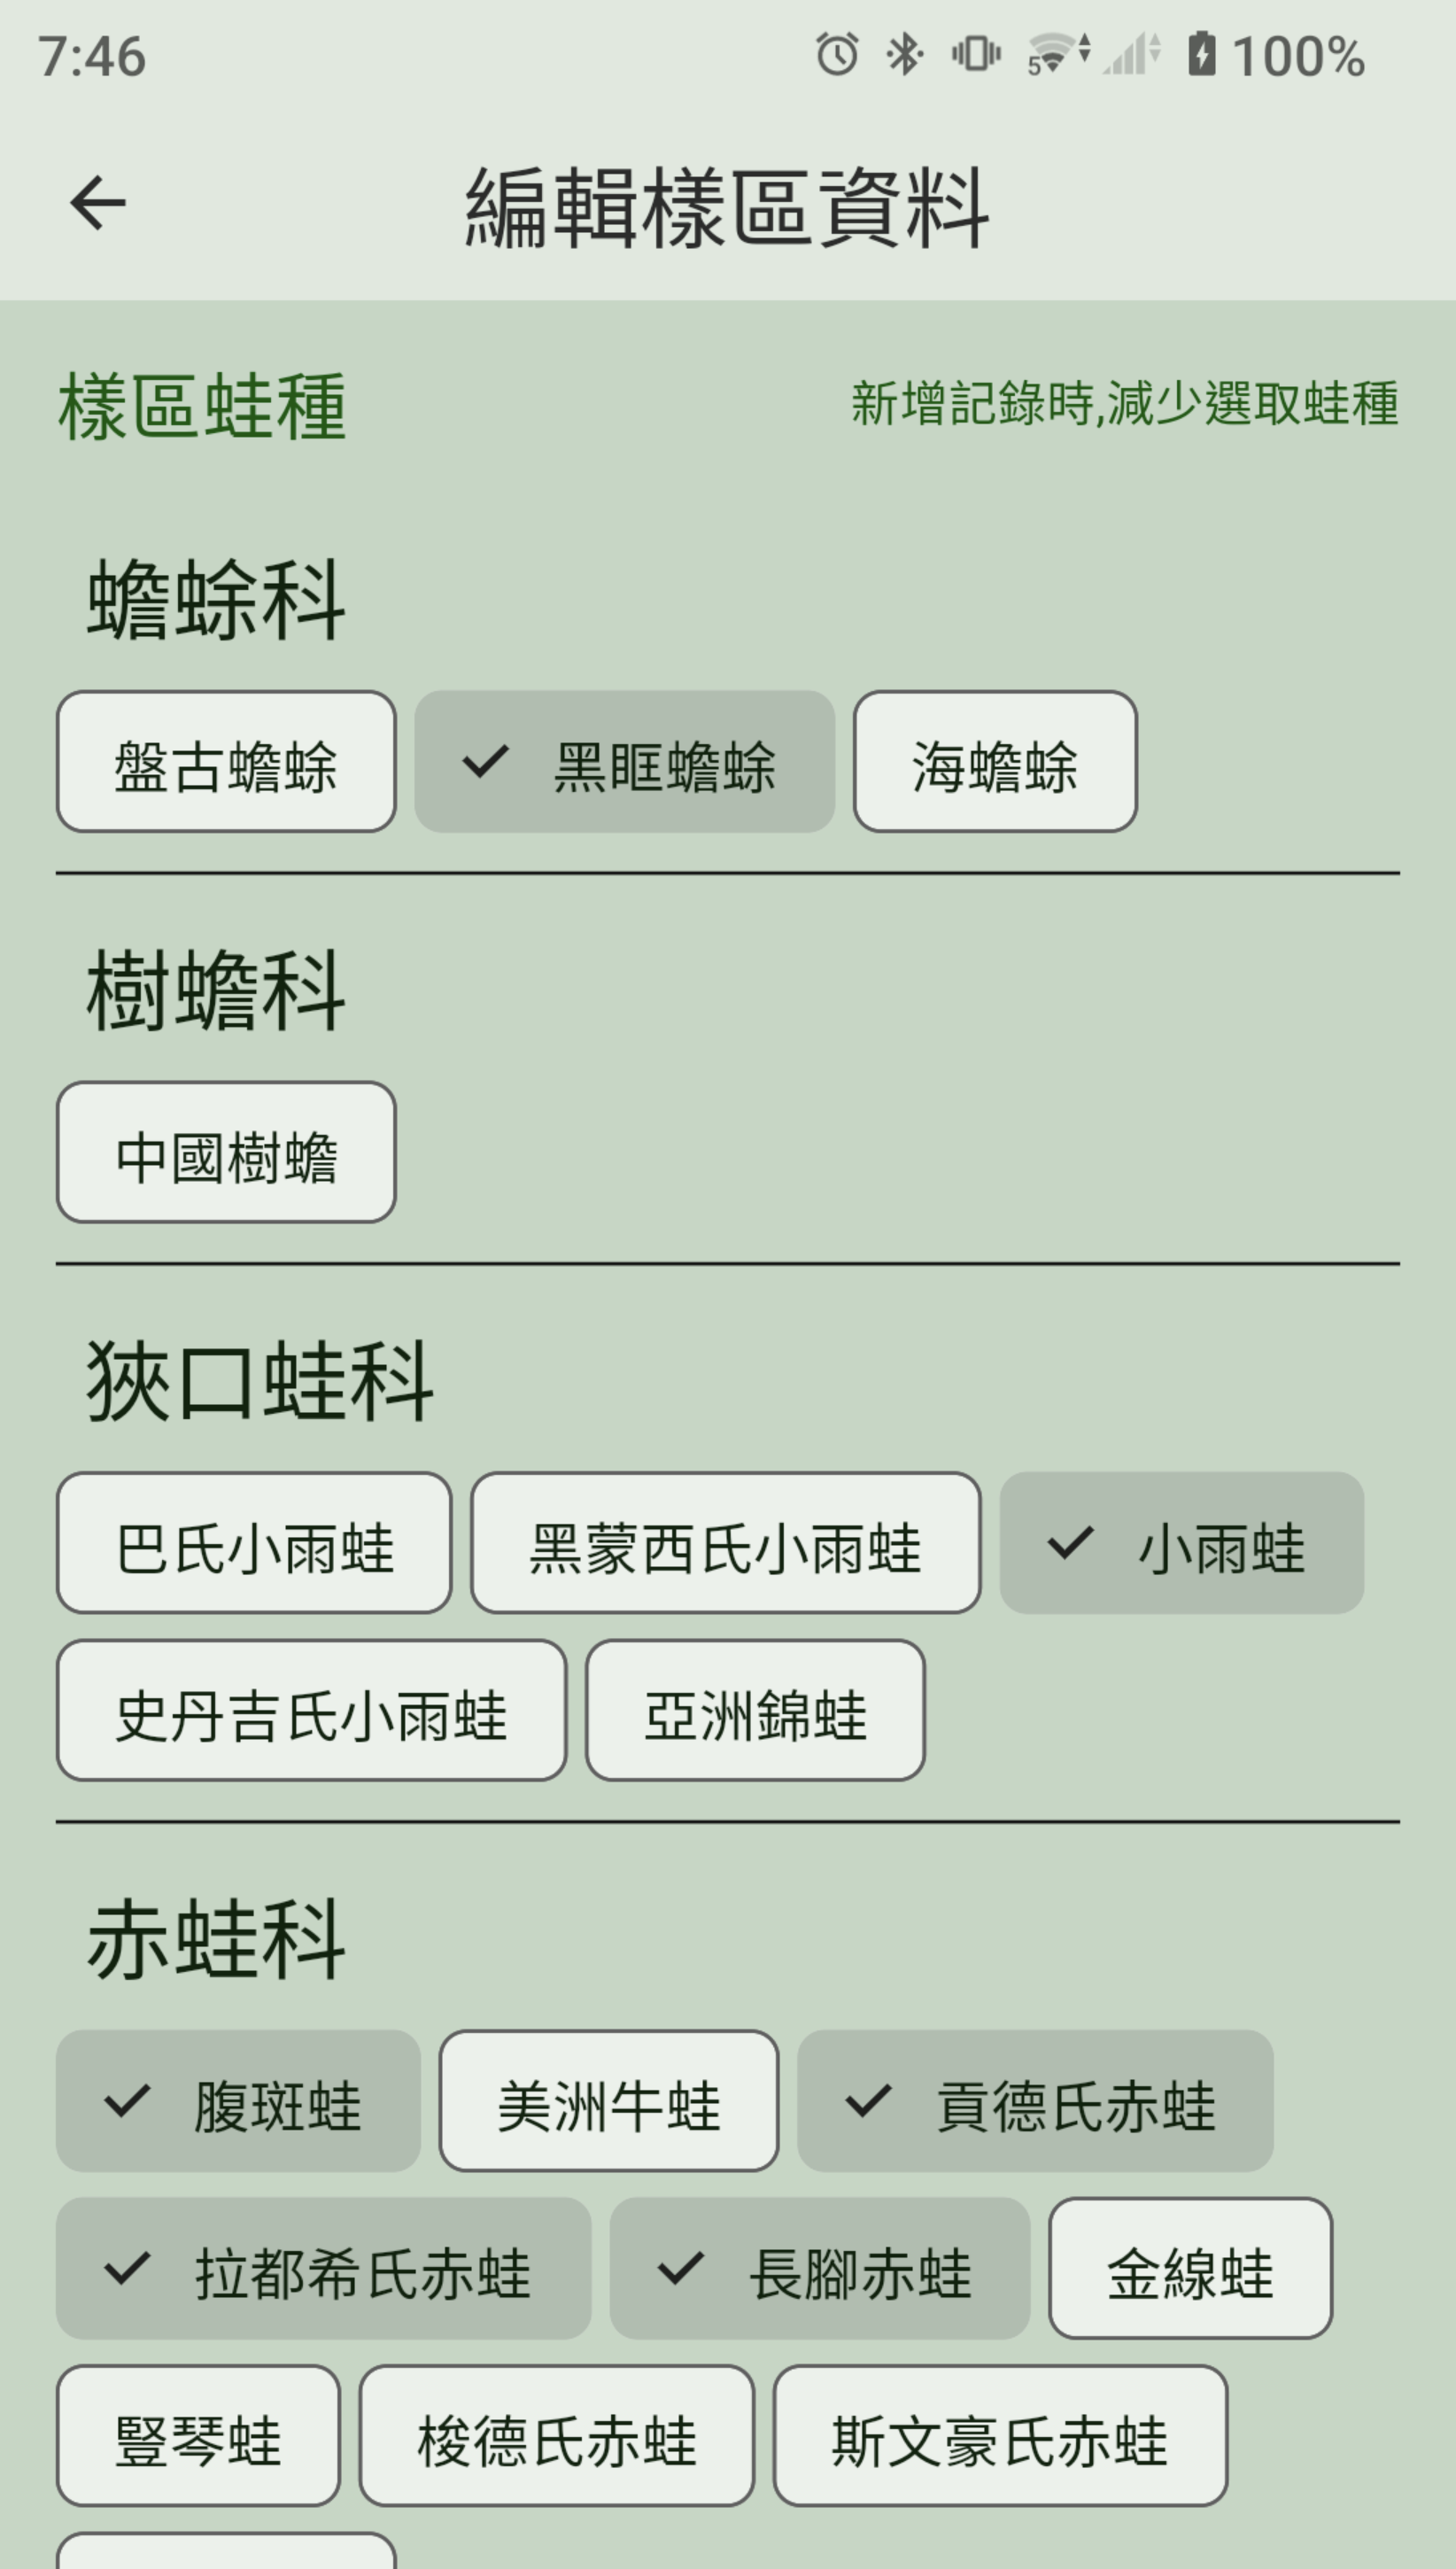 7:46 5 100%
編輯樣區資料
樣區蛙種 新增記錄時,減少選取蛙種
蟾蜍科
盤古蟾蜍 黑眶蟾蜍 海蟾蜍
樹蟾科
中國樹蟾
狹口蛙科
巴氏小雨蛙 黑蒙西氏小雨蛙 小雨蛙
史丹吉氏小雨蛙 亞洲錦蛙
赤蛙科
腹斑蛙 美洲牛蛙 貢德氏赤蛙
拉都希氏赤蛙 長腳赤蛙 金線蛙
豎琴蛙 梭德氏赤蛙 斯文豪氏赤蛙